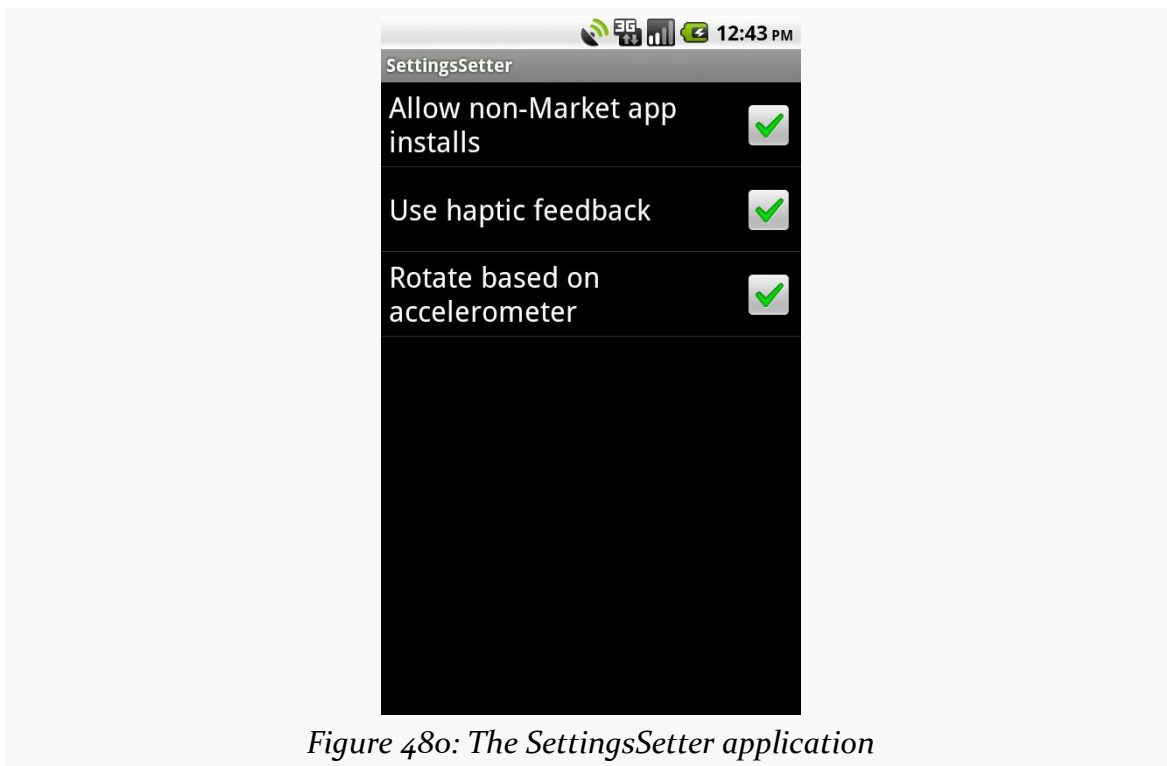 3G 12:43 PM
SettingsSetter
Allow non-Market app
installs
Use haptic feedback
Rotate based on
accelerometer
Figure 480: The SettingsSetter application